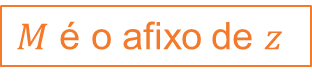 M é o afixo de z